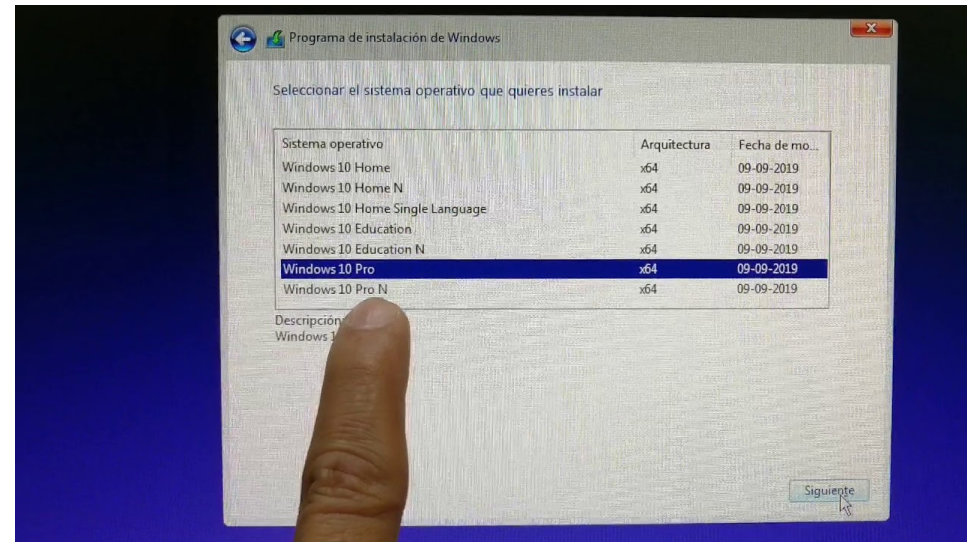 Programa de instalación de Windows
Seleccionar el sistema operativo que quieres instalar
Sistema operativo Arquitectura Fecha de mo...
Windows 10 Home x64 09-09-2019
Windows 10 Home N x64 09-09-2019
Windows 10 Home Single Language x64 09-09-2019
Windows 10 Education x64 09-09-2019
Windows 10 Education N x64 09-09-2019
Windows 10 Pro x64 09-09-2019
Windows 10 Pro N x64 09-09-2019
Descripción
Windows 1
Siguiente